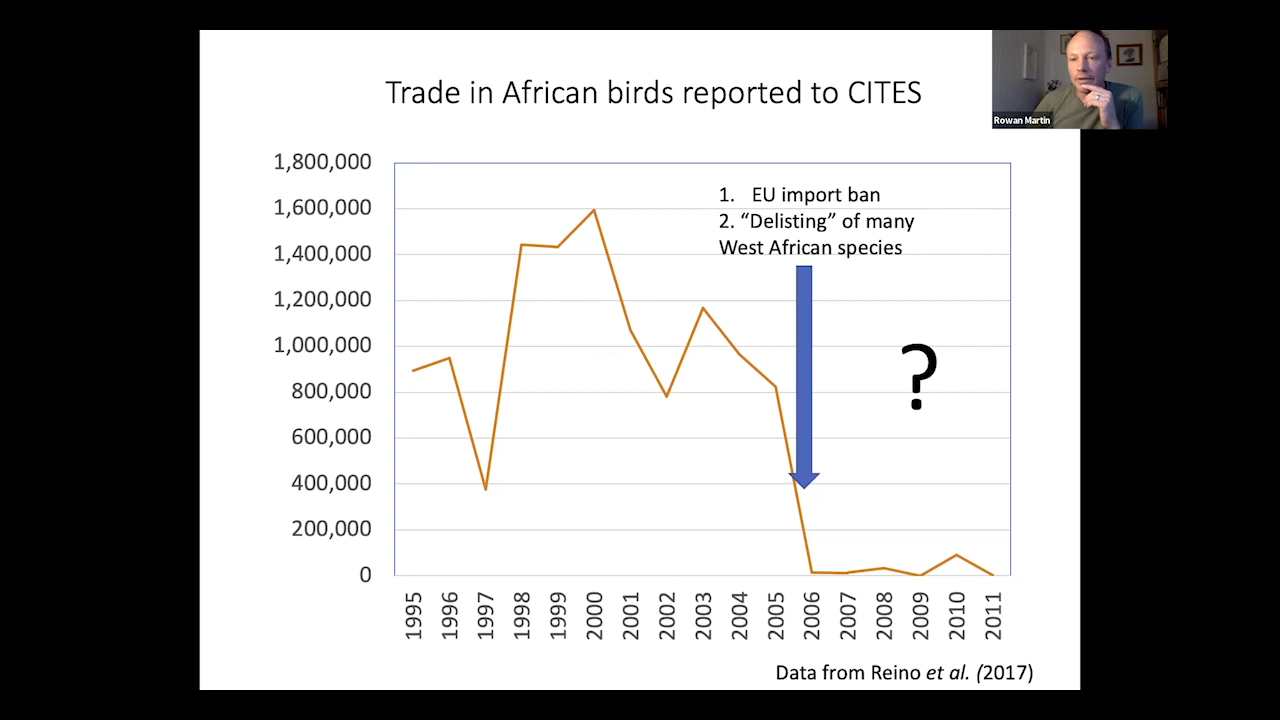 Trade in African birds reported to CITES
Rowan Martin
1,800,000
1,600,000
1,400,000
1,200,000
1,000,000
800,000
600,000
400,000
200,000
0
1. EU import ban
2. “Delisting” of many
West African species
?
1995 1996 1997 1998 1999 2000 2001 2002 2003 2004 2005 2006 2007 2008 2009 2010 2011
Data from Reino et al. (2017)